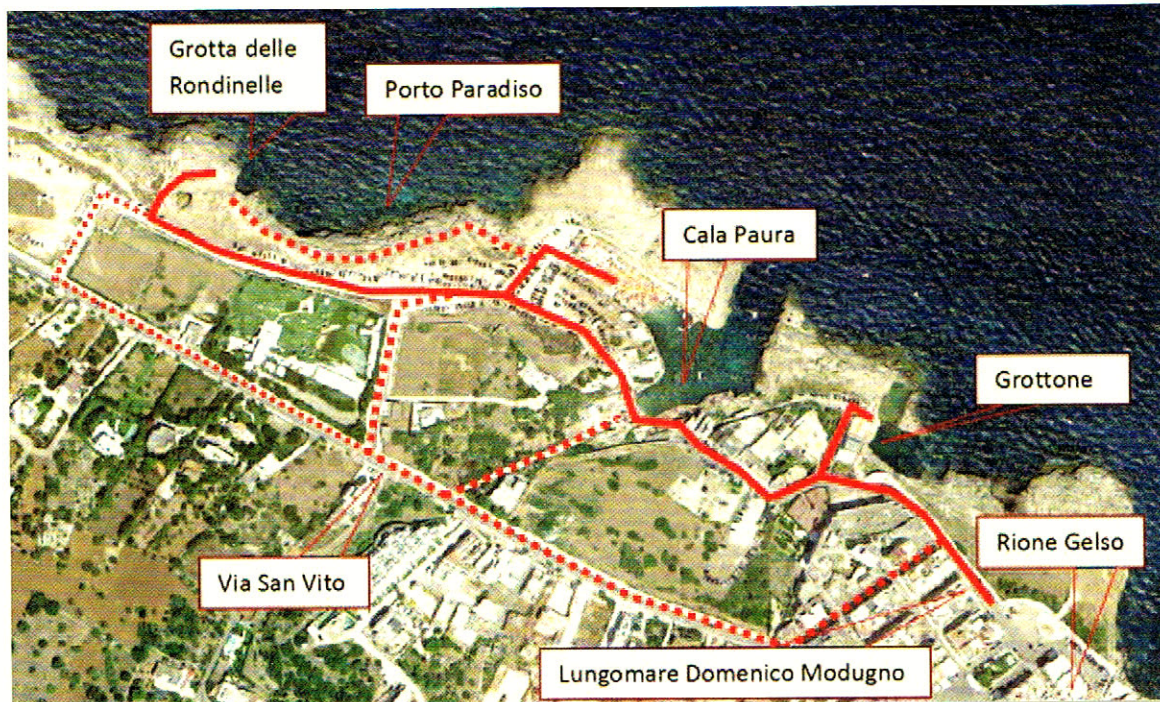 Grotta delle
Rondinelle
Porto Paradiso
Cala Paura
Grottone
Rione Gelso
Via San Vito
Lungomare Domenico Modugno